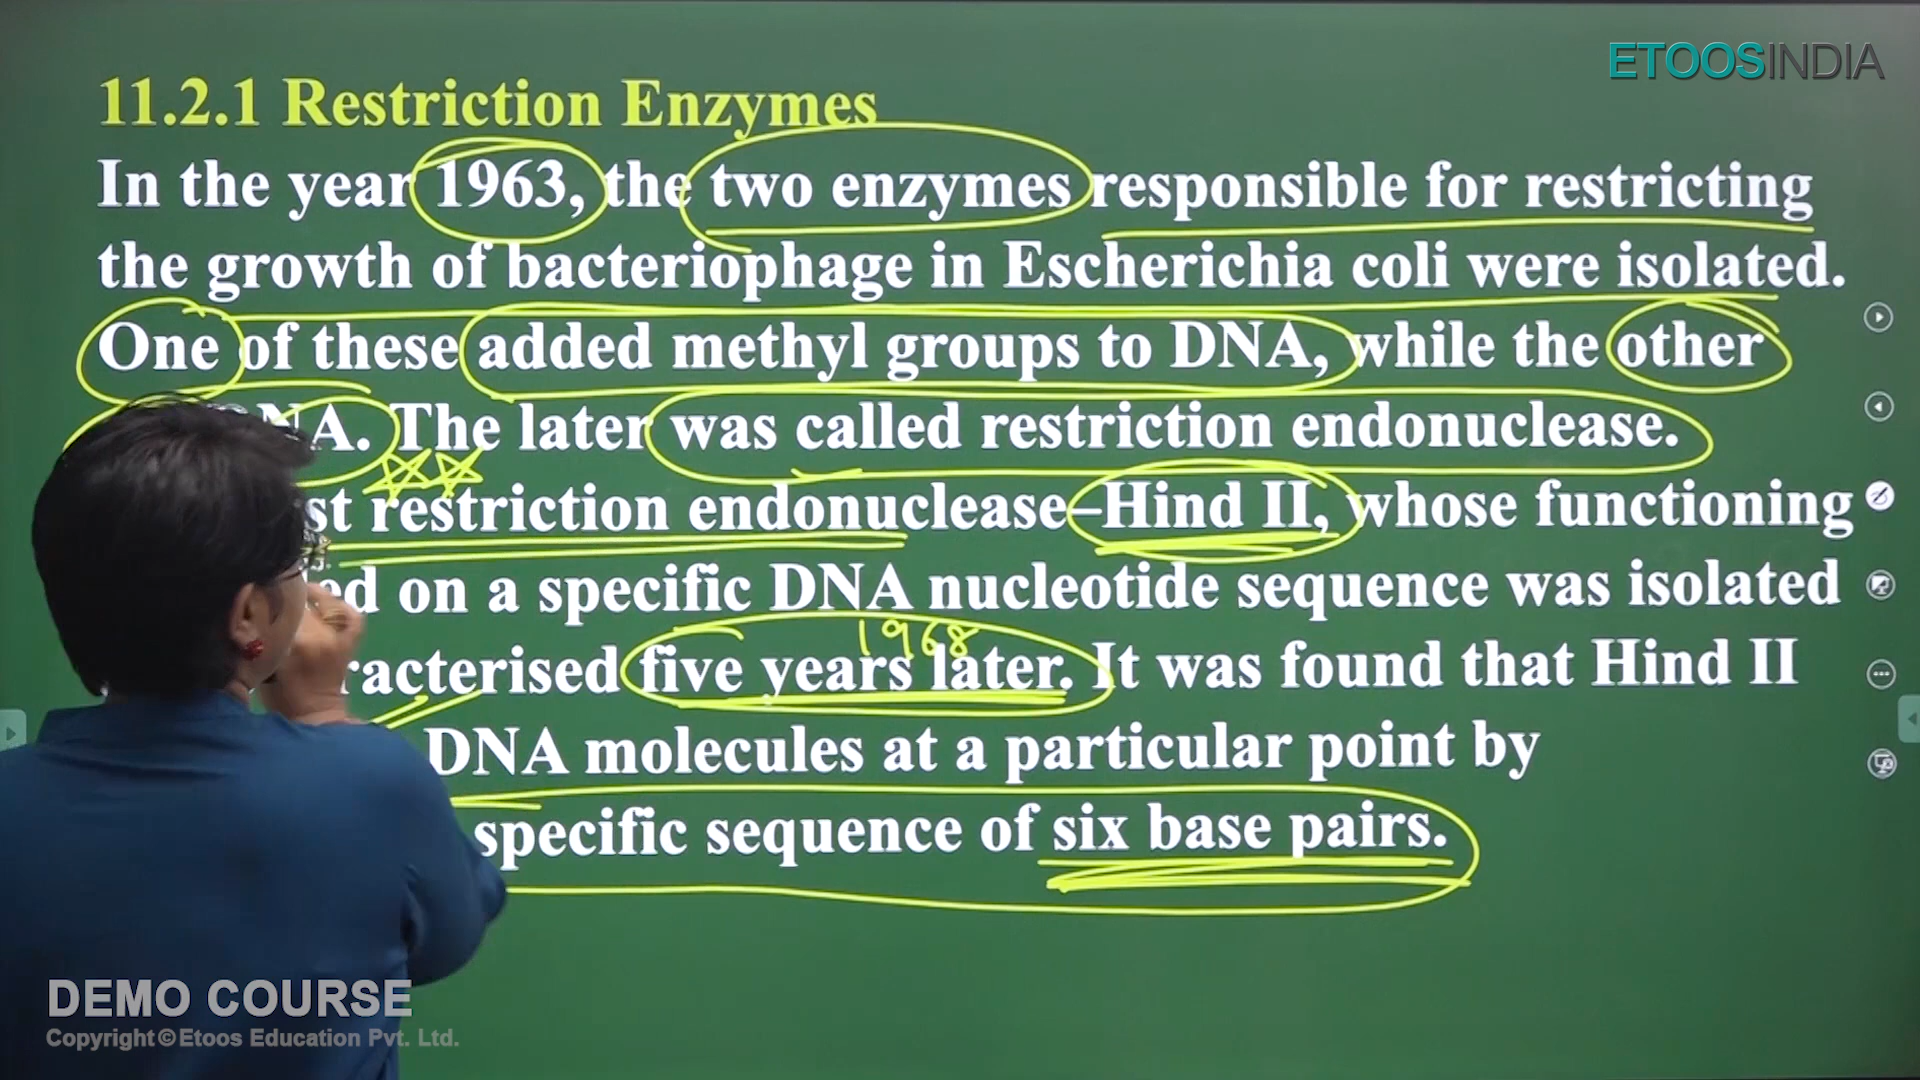 ETOOSINDIA
11.2.1 Restriction Enzymes
In the year 1963, the two enzymes responsible for restricting
the growth of bacteriophage in Escherichia coli were isolated.
One of these added methyl groups to DNA, while the other
The later was called restriction endonuclease.
restriction endonuclease–Hind II, whose functioning
on a specific DNA nucleotide sequence was isolated
1968
five years later. It was found that Hind II
DNA molecules at a particular point by
specific sequence of six base pairs.
DEMO COURSE
Copyright©Etoos Education Pvt. Ltd.